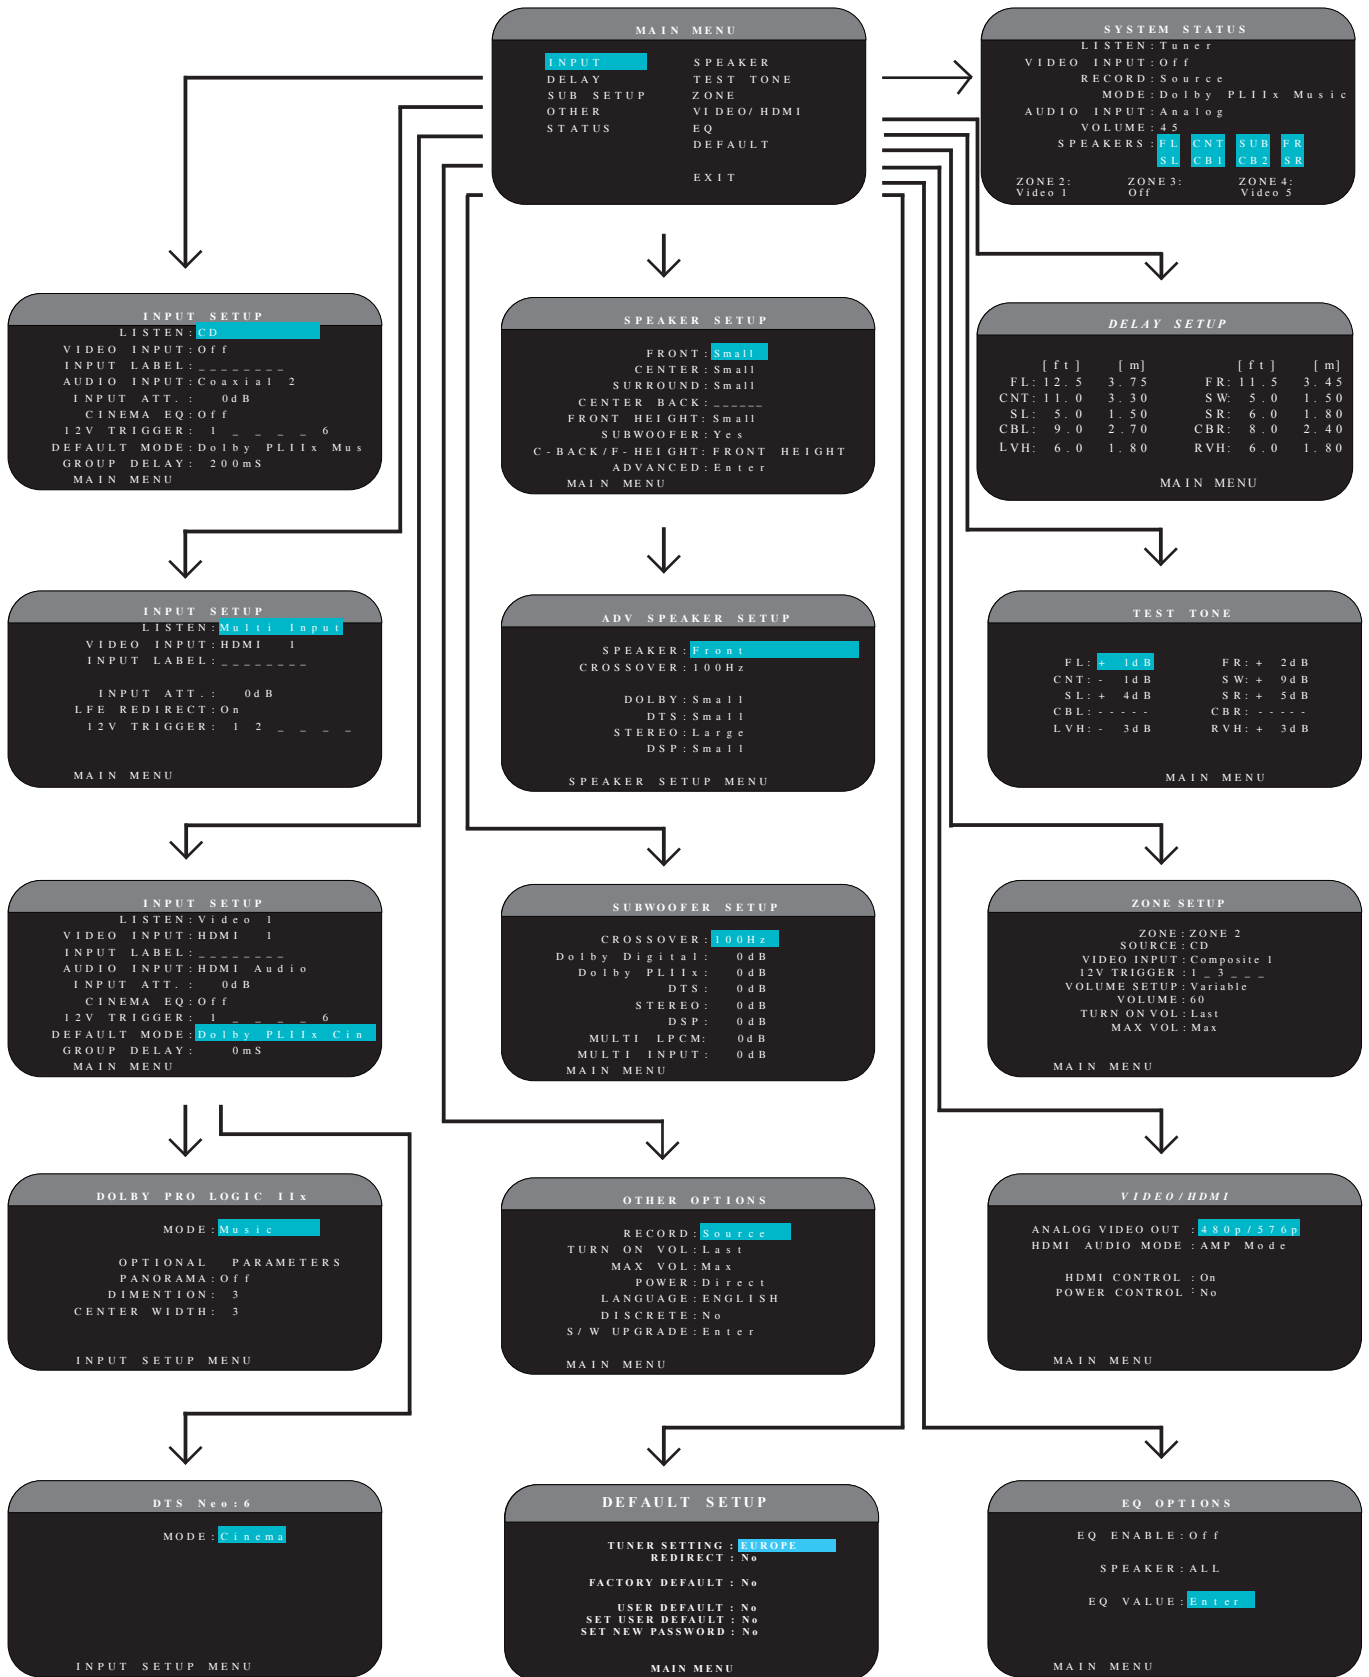 MAIN MENU
INPUT SPEAKER
DELAY TEST TONE
SUB SETUP ZONE
OTHER VIDEO/HDMI
STATUS EQ
DEFAULT
EXIT
SYSTEM STATUS
LISTEN:Tuner
VIDEO INPUT:Off
RECORD:Source
MODE:Dolby PLIIx Music
AUDIO INPUT:Analog
VOLUME:45
SPEAKERS:FL CNT SUB FR
SL CB1 CB2 SR
ZONE2: ZONE3: ZONE4:
Video 1 Off Video 5
INPUT SETUP
LISTEN:CD
VIDEO INPUT:Off
INPUT LABEL:________
AUDIO INPUT:Coaxial 2
INPUT ATT. : 0dB
CINEMA EQ:Off
12V TRIGGER: 1 _ _ _ _ 6
DEFAULT MODE:Dolby PLIIx Mus
GROUP DELAY: 200mS
MAIN MENU
SPEAKER SETUP
FRONT:Small
CENTER:Small
SURROUND:Small
CENTER BACK:______
FRONT HEIGHT:Small
SUBWOOFER:Yes
C-BACK/F-HEIGHT:FRONT HEIGHT
ADVANCED:Enter
MAIN MENU
DELAY SETUP
[ft] [m] [ft] [m]
FL:12.5 3.75 FR:11.5 3.45
CNT:11.0 3.30 SW: 5.0 1.50
SL: 5.0 1.50 SR: 6.0 1.80
CBL: 9.0 2.70 CBR: 8.0 2.40
LVH: 6.0 1.80 RVH: 6.0 1.80
MAIN MENU
INPUT SETUP
LISTEN:Multi Input
VIDEO INPUT:HDMI 1
INPUT LABEL:________
INPUT ATT.: 0dB
LFE REDIRECT:On
12V TRIGGER: 1 2 _ _ _ _
MAIN MENU
ADV SPEAKER SETUP
SPEAKER:Front
CROSSOVER:100Hz
DOLBY:Small
DTS:Small
STEREO:Large
DSP:Small
SPEAKER SETUP MENU
TEST TONE
FL:+ 1dB FR:+ 2dB
CNT:- 1dB SW:+ 9dB
SL:+ 4dB SR:+ 5dB
CBL:----- CBR:-----
LVH:- 3dB RVH:+ 3dB
MAIN MENU
INPUT SETUP
LISTEN:Video 1
VIDEO INPUT:HDMI 1
INPUT LABEL:________
AUDIO INPUT:HDMI Audio
INPUT ATT. : 0dB
CINEMA EQ:Off
12V TRIGGER: 1 _ _ _ _ 6
DEFAULT MODE:Dolby PLIIx Cin
GROUP DELAY: 0mS
MAIN MENU
SUBWOOFER SETUP
CROSSOVER:100Hz
Dolby Digital: 0dB
Dolby PLIIx: 0dB
DTS: 0dB
STEREO: 0dB
DSP: 0dB
MULTI LPCM: 0dB
MULTI INPUT: 0dB
MAIN MENU
ZONE SETUP
ZONE:ZONE 2
SOURCE:CD
VIDEO INPUT:Composite 1
12V TRIGGER:1 _ 3 _ _ _
VOLUME SETUP:Variable
VOLUME:60
TURN ON VOL:Last
MAX VOL:Max
MAIN MENU
DOLBY PRO LOGIC IIx
MODE:Music
OPTIONAL PARAMETERS
PANORAMA:Off
DIMENTION: 3
CENTER WIDTH: 3
INPUT SETUP MENU
OTHER OPTIONS
RECORD:Source
TURN ON VOL:Last
MAX VOL:Max
POWER:Direct
LANGUAGE:ENGLISH
DISCRETE:No
S/W UPGRADE:Enter
MAIN MENU
VIDEO/HDMI
ANALOG VIDEO OUT :480p/576p
HDMI AUDIO MODE :AMP Mode
HDMI CONTROL :On
POWER CONTROL :No
MAIN MENU
DTS Neo:6
MODE:Cinema
INPUT SETUP MENU
DEFAULT SETUP
TUNER SETTING : EUROPE
REDIRECT : No
FACTORY DEFAULT : No
USER DEFAULT : No
SET USER DEFAULT : No
SET NEW PASSWORD : No
MAIN MENU
EQ OPTIONS
EQ ENABLE:Off
SPEAKER:ALL
EQ VALUE:Enter
MAIN MENU